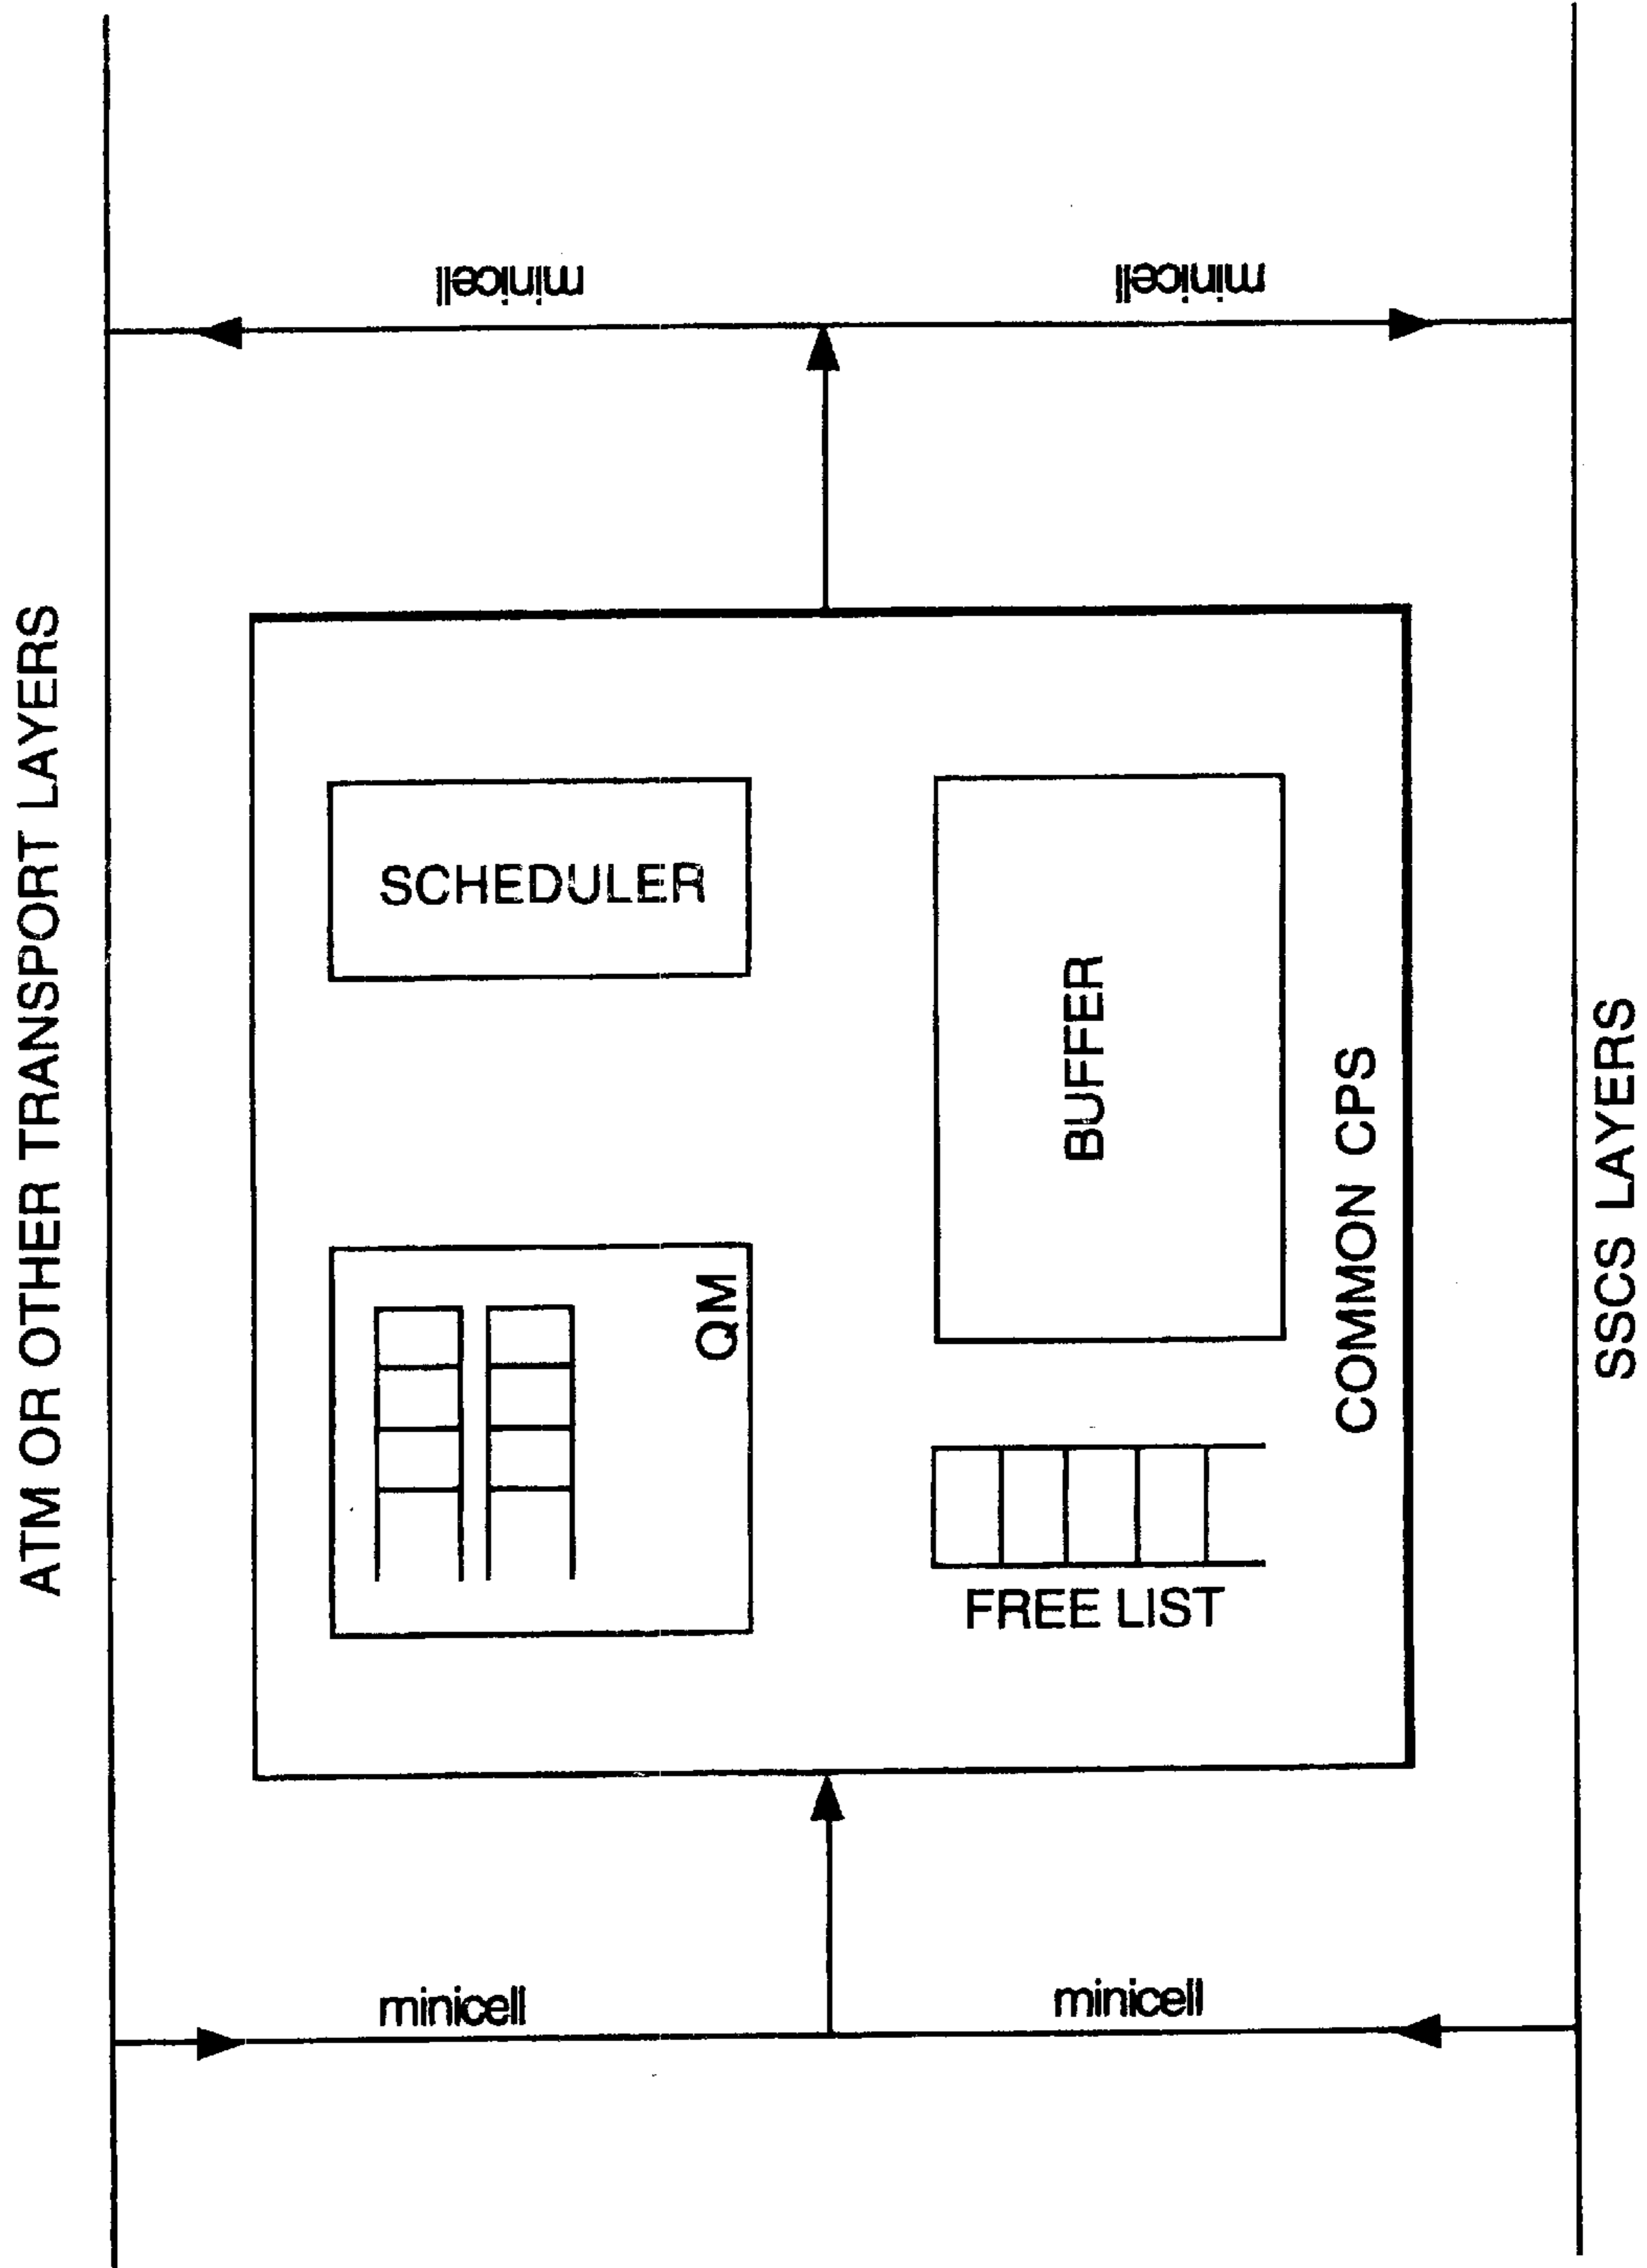 ATM OR OTHER TRANSPORT LAYERS
minicell
minicell
SCHEDULER
BUFFER
QM
FREE LIST
COMMON CPS
minicell
minicell
SSCS LAYERS